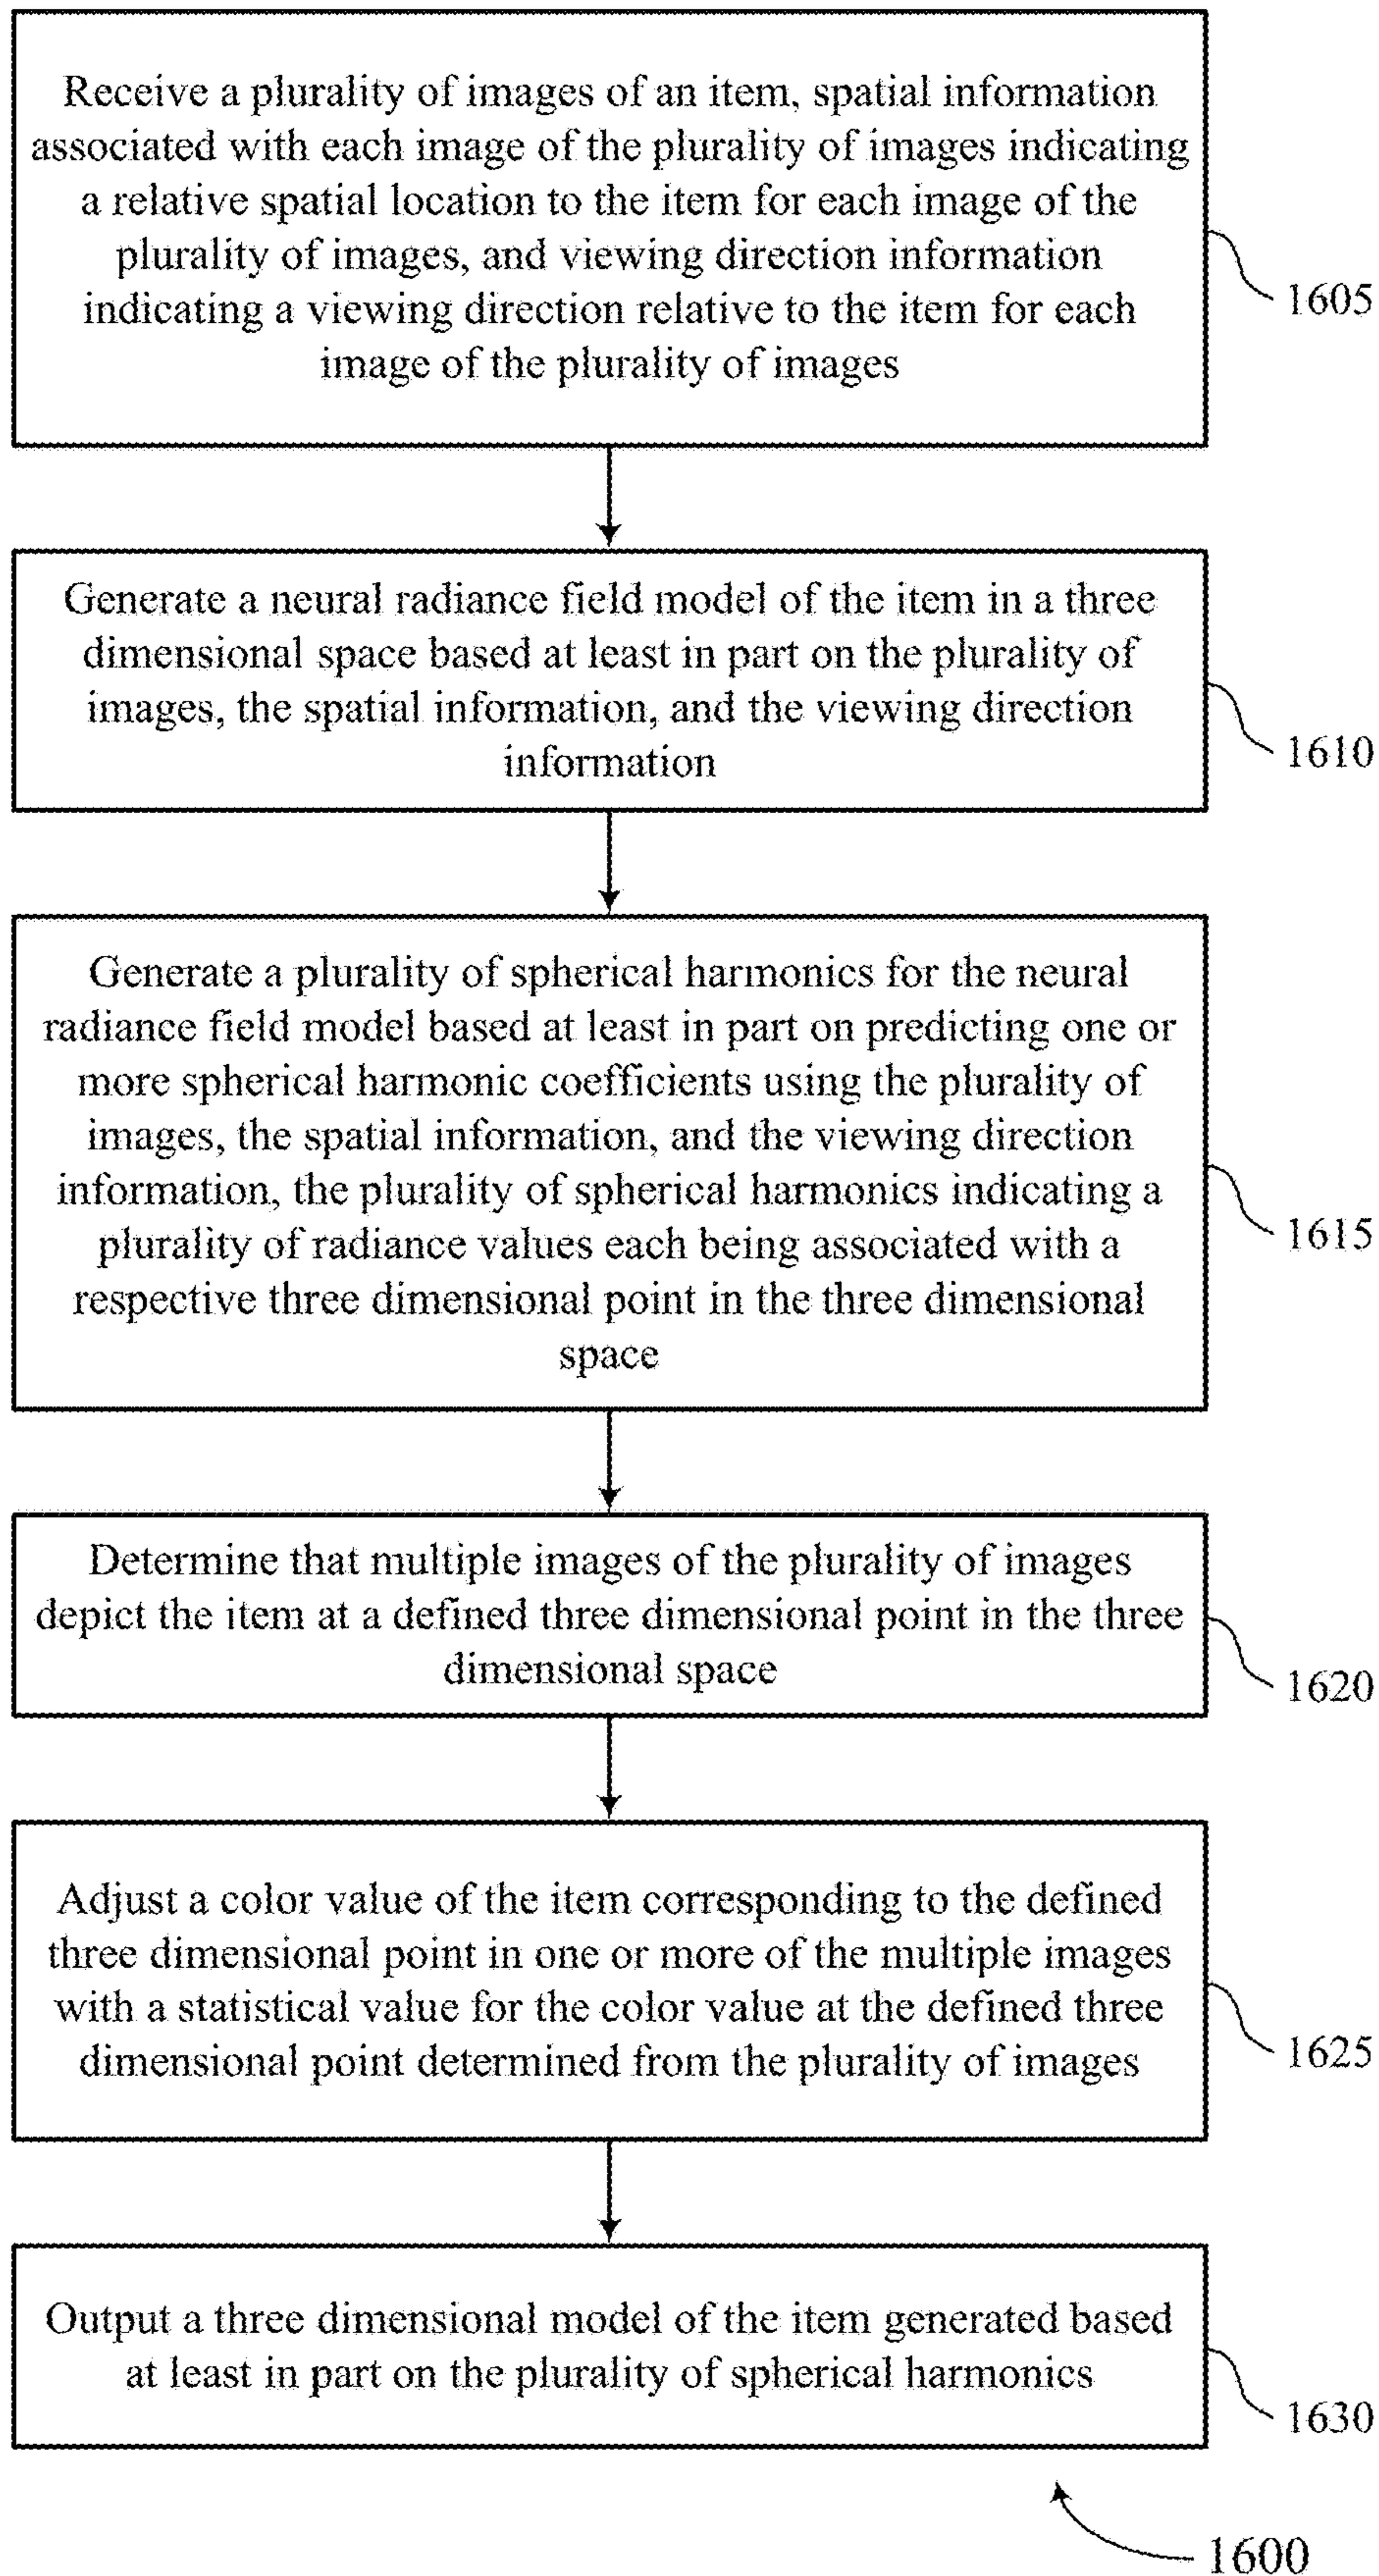 Receive a plurality of images of an item, spatial information
associated with each image of the plurality of images indicating
a relative spatial location to the item for each image of the
plurality of images, and viewing direction information
indicating a viewing direction relative to the item for each
image of the plurality of images
1605
Generate a neural radiance field model of the item in a three
dimensional space based at least in part on the plurality of
images, the spatial information, and the viewing direction
information
1610
Generate a plurality of spherical harmonics for the neural
radiance field model based at least in part on predicting one or
more spherical harmonic coefficients using the plurality of
images, the spatial information, and the viewing direction
information, the plurality of spherical harmonics indicating a
plurality of radiance values each being associated with a
respective three dimensional point in the three dimensional
space
1615
Determine that multiple images of the plurality of images
depict the item at a defined three dimensional point in the three
dimensional space
1620
Adjust a color value of the item corresponding to the defined
three dimensional point in one or more of the multiple images
with a statistical value for the color value at the defined three
dimensional point determined from the plurality of images
1625
Output a three dimensional model of the item generated based
at least in part on the plurality of spherical harmonics
1630
1600